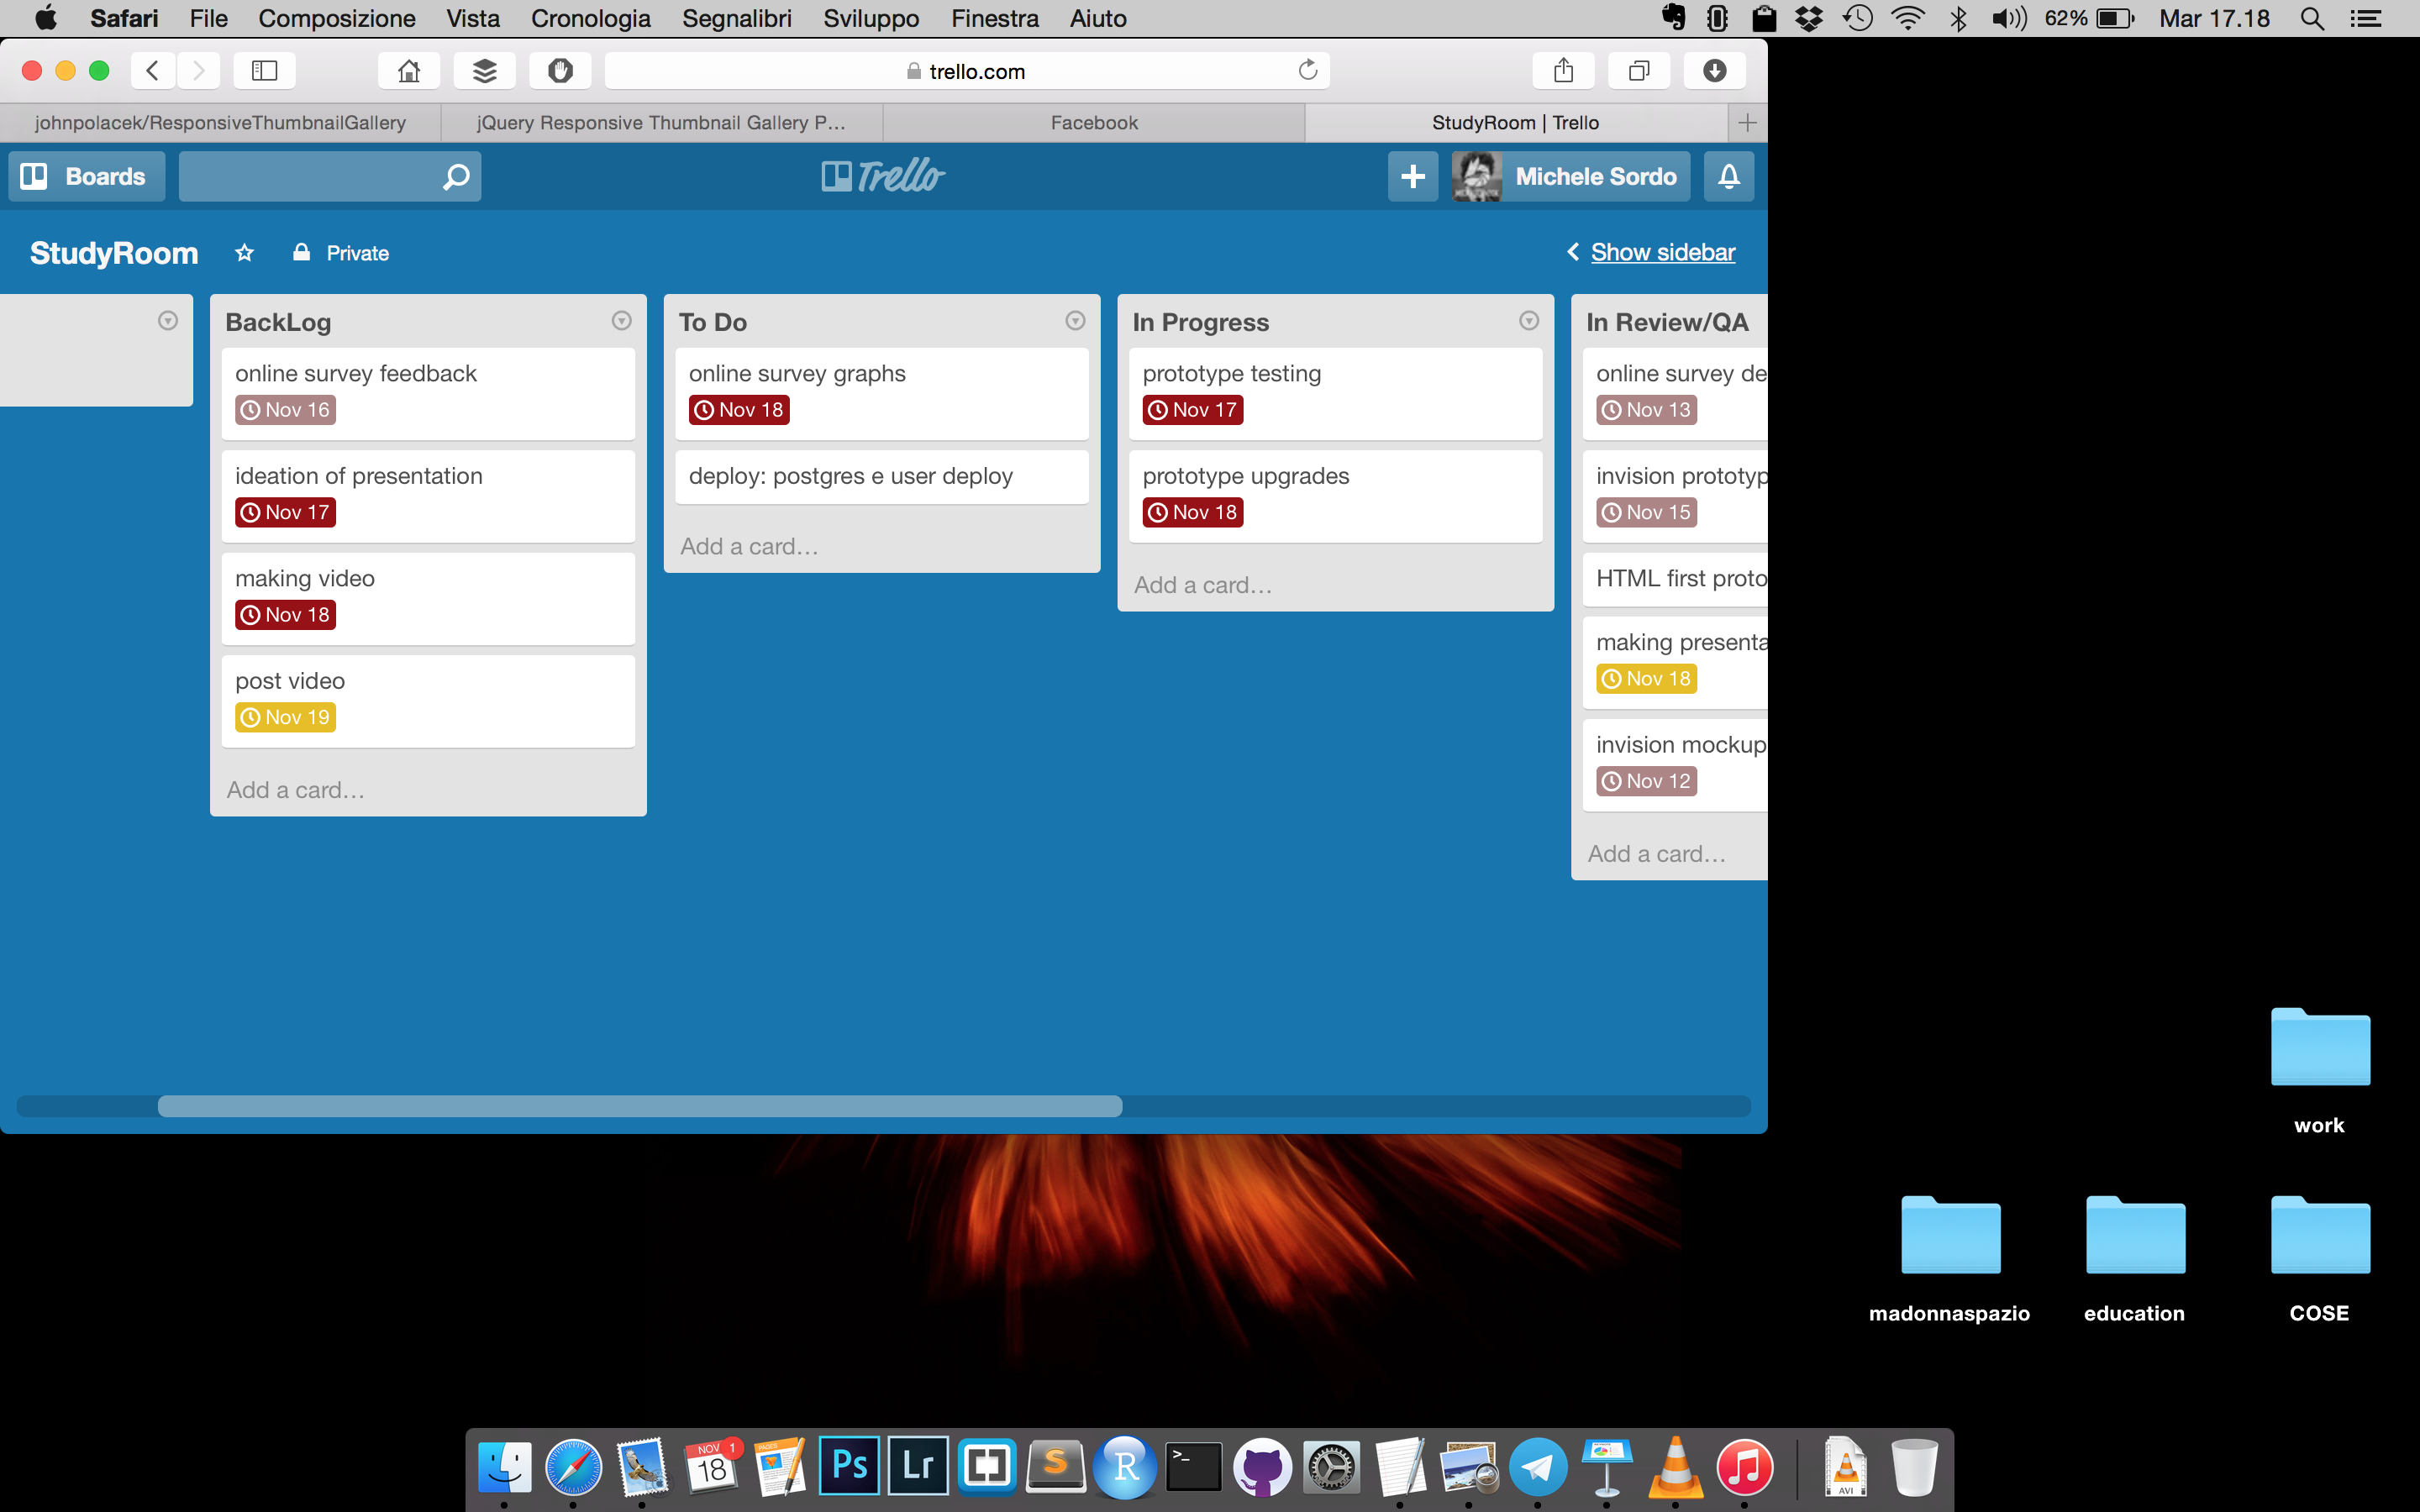 Safari File Composizione Vista Cronologia Segnalibri Sviluppo Finestra Aiuto 62% Mar 17.18
trello.com
johnpolacek/ResponsiveThumbnailGallery jQuery Responsive Thumbnail Gallery P... Facebook StudyRoom | Trello
Boards Trello Michele Sordo
StudyRoom Private Show sidebar
BackLog
online survey feedback
Nov 16
ideation of presentation
Nov 17
making video
Nov 18
post video
Nov 19
Add a card…
To Do
online survey graphs
Nov 18
deploy: postgres e user deploy
Add a card…
In Progress
prototype testing
Nov 17
prototype upgrades
Nov 18
Add a card…
In Review/QA
online survey de
Nov 13
invision prototyp
Nov 15
HTML first proto
making presenta
Nov 18
invision mockup
Nov 12
Add a card…
work
madonnaspazio education COSE
NOV 1
18
PAGES
Ps
Lr
S
R
>_
AVI